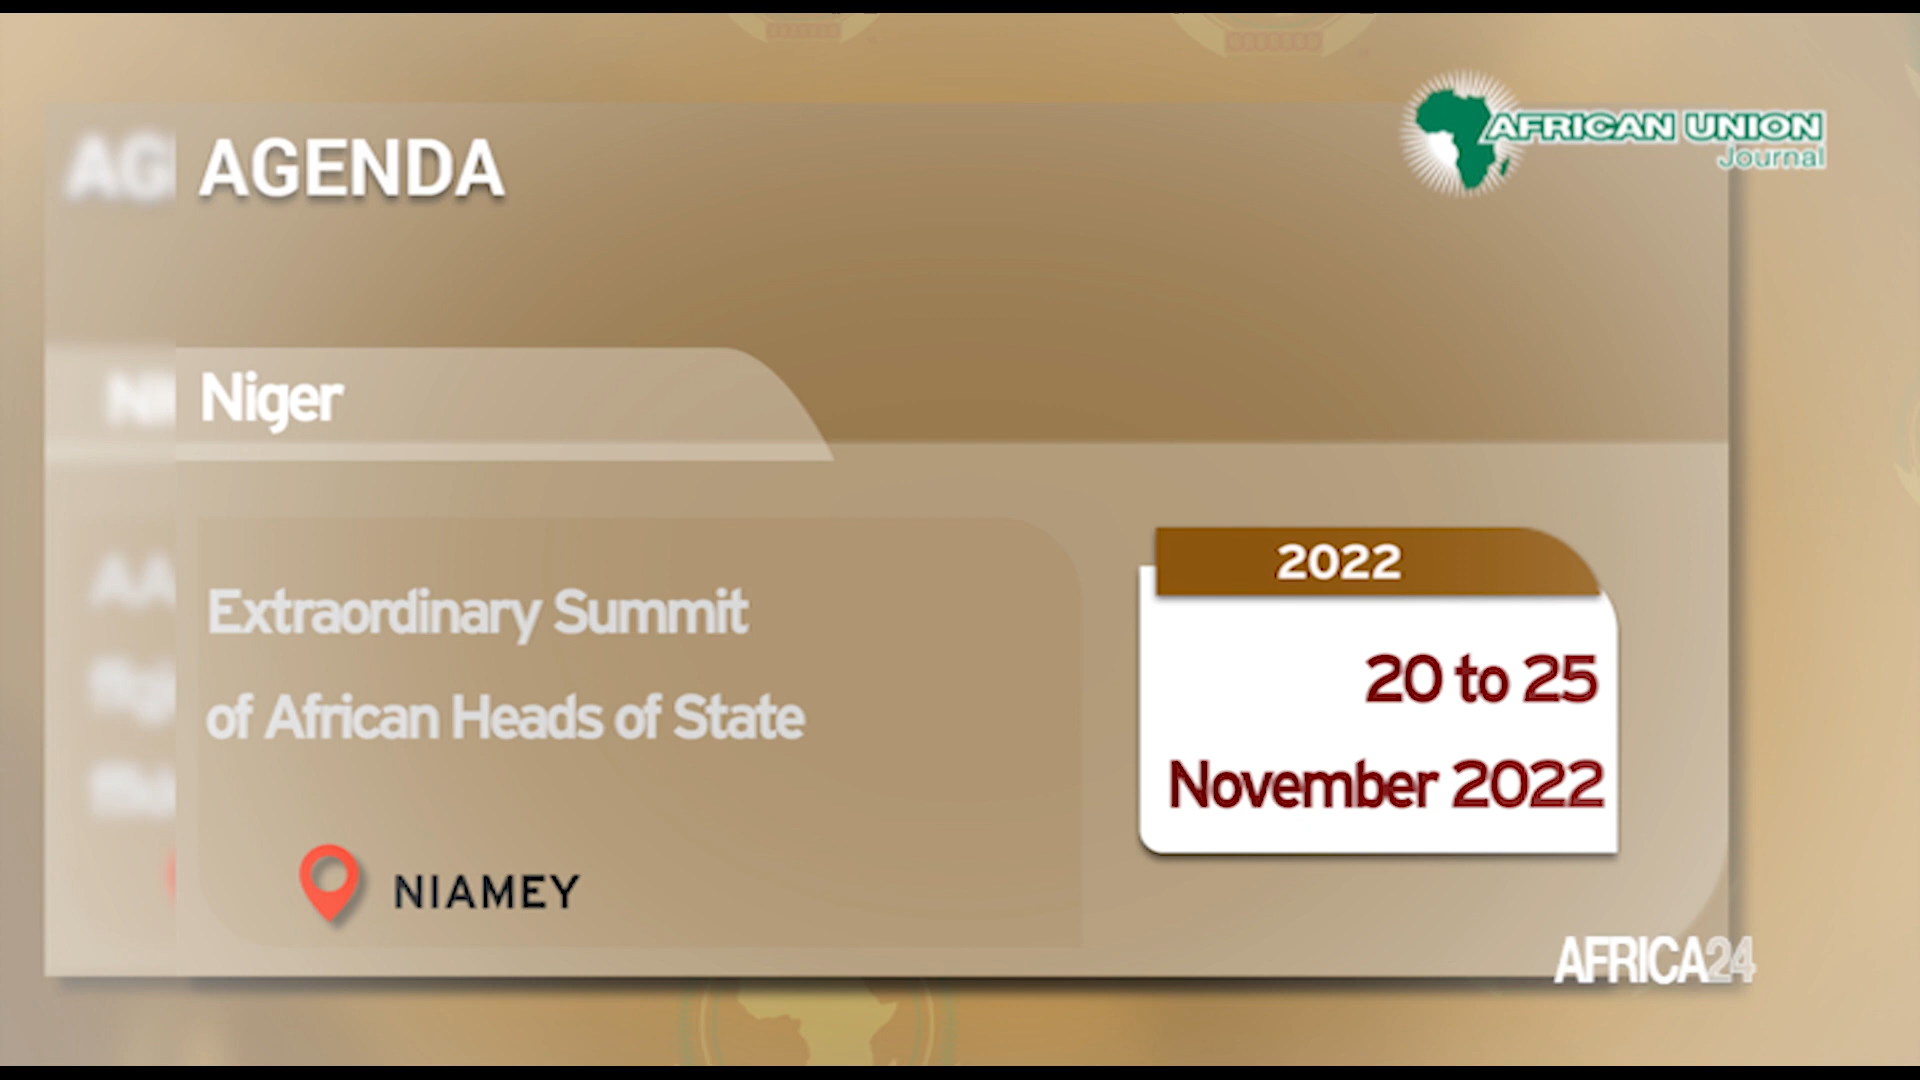 AGENDA
AFRICAN UNION
Journal
Niger
2022
Extraordinary Summit
of African Heads of State
20 to 25
November 2022
NIAMEY
AFRICA24